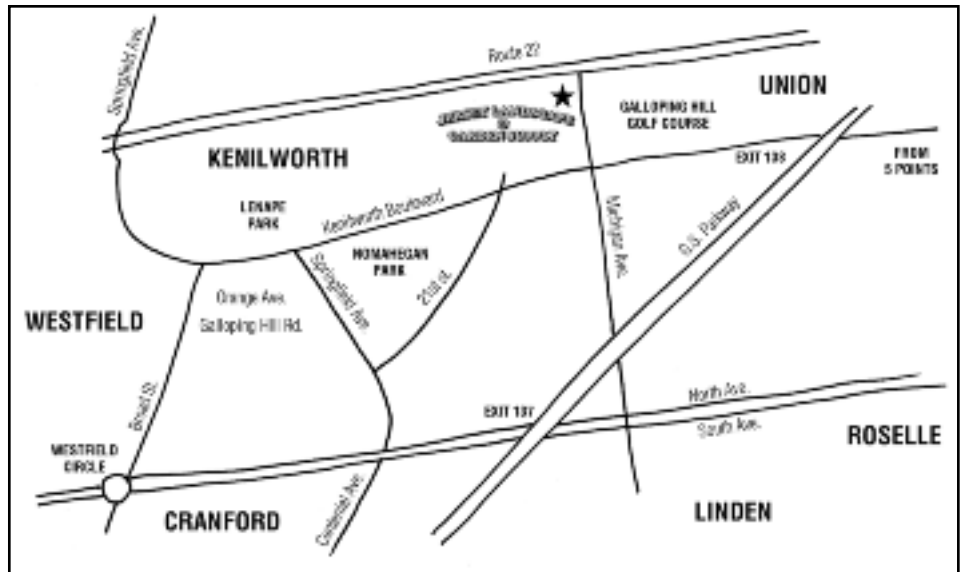 Springfield Ave.
Route 22
UNION
GALLOPING HILL
GOLF COURSE
KENILWORTH
EXIT 138
FROM
5 POINTS
LENAPE
PARK
Kenilworth Boulevard
Michigan Ave.
G.S. Parkway
NOMAHEGAN
PARK
Springfield Ave.
21st st.
Orange Ave.
Galloping Hill Rd.
WESTFIELD
Broad St.
North Ave.
EXIT 137
South Ave.
ROSELLE
WESTFIELD
CIRCLE
CRANFORD
Centennial Ave.
LINDEN